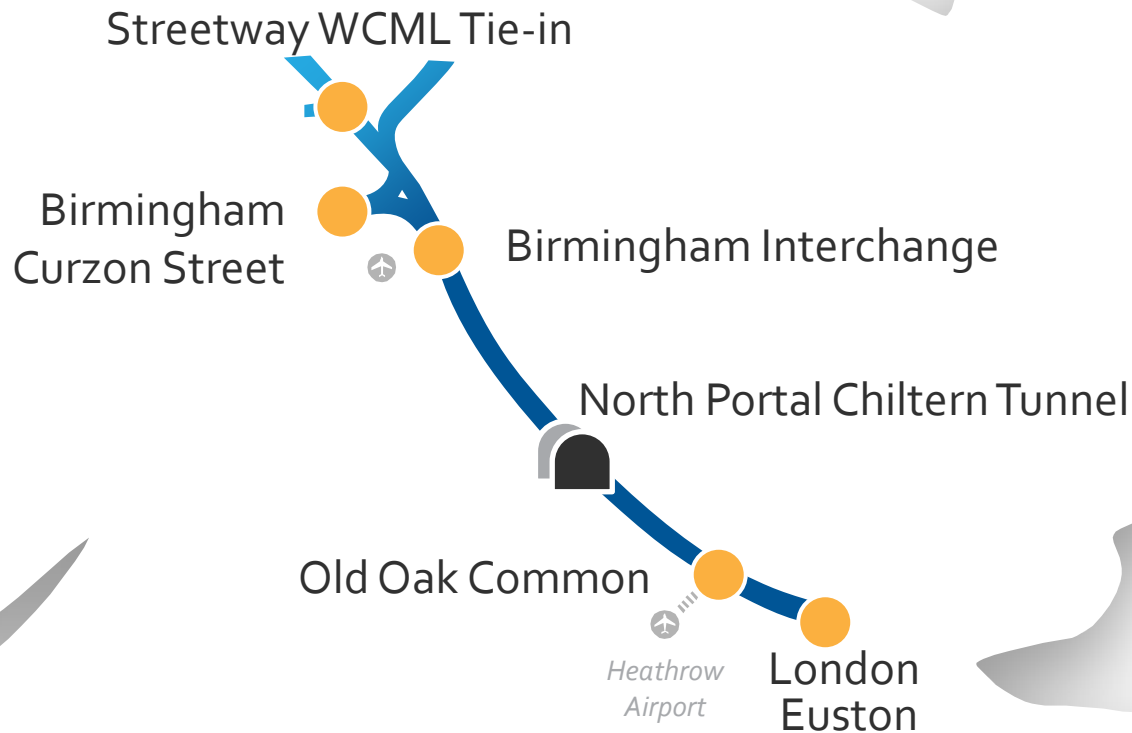 Streetway WCML Tie-in
Birmingham
Curzon Street
Birmingham Interchange
North Portal Chiltern Tunnel
Old Oak Common
Heathrow
Airport
London
Euston